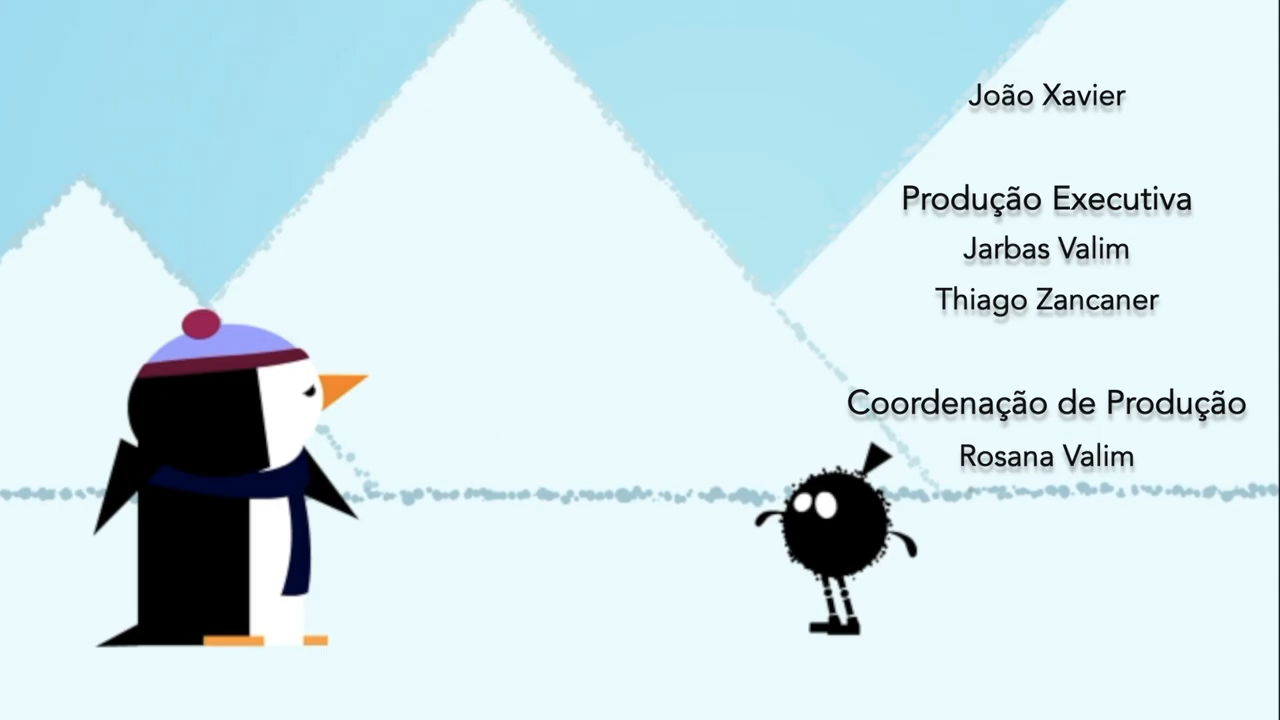 João Xavier
Produção Executiva
Jarbas Valim
Thiago Zancaner
Coordenação de Produção
Rosana Valim